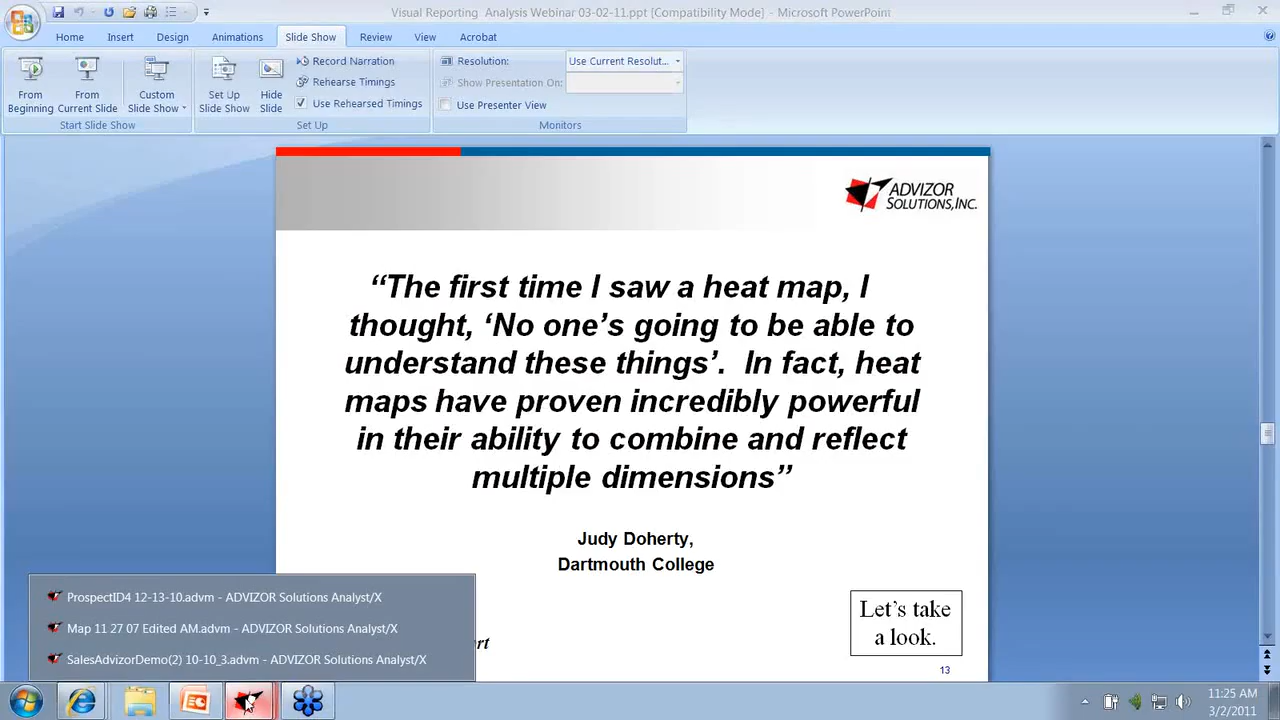 Visual Reporting Analysis Webinar 03-02-11.ppt [Compatibility Mode] - Microsoft PowerPoint
Home Insert Design Animations Slide Show Review View Acrobat
From Beginning
From Current Slide
Custom Slide Show
Start Slide Show
Set Up Slide Show
Hide Slide
Record Narration
Rehearse Timings
Use Rehearsed Timings
Set Up
Resolution: Use Current Resolut...
Show Presentation On:
Use Presenter View
Monitors
ADVIZOR
SOLUTIONS, INC.
“The first time I saw a heat map, I
thought, ‘No one’s going to be able to
understand these things’. In fact, heat
maps have proven incredibly powerful
in their ability to combine and reflect
multiple dimensions”
Judy Doherty,
Dartmouth College
Let’s take
a look.
13
ProspectID4 12-13-10.advm - ADVIZOR Solutions Analyst/X
Map 11 27 07 Edited AM.advm - ADVIZOR Solutions Analyst/X
SalesAdvizorDemo(2) 10-10_3.advm - ADVIZOR Solutions Analyst/X
11:25 AM
3/2/2011